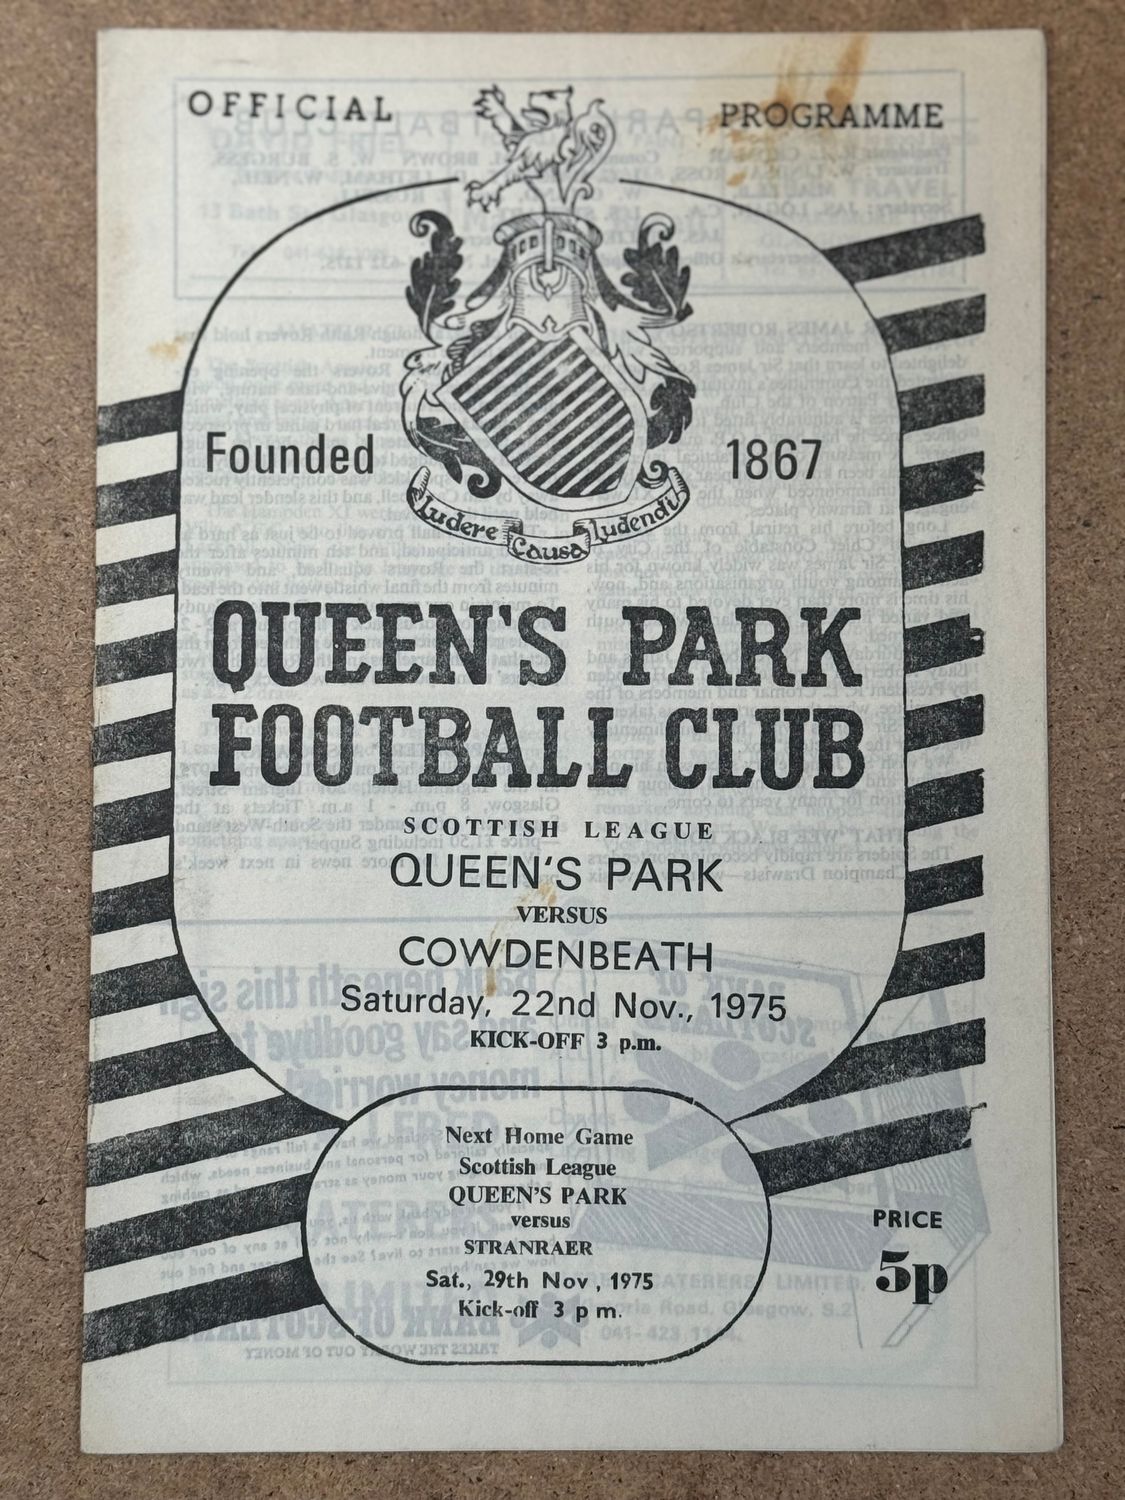 OFFICIAL PROGRAMME
Founded 1867
Ludere Causa Ludendi
QUEEN'S PARK
FOOTBALL CLUB
SCOTTISH LEAGUE
QUEEN'S PARK
VERSUS
COWDENBEATH
Saturday, 22nd Nov., 1975
KICK-OFF 3 p.m.
Next Home Game
Scottish League
QUEEN'S PARK
versus
STRANRAER
Sat., 29th Nov, 1975
Kick-off 3 p m.
PRICE
5p